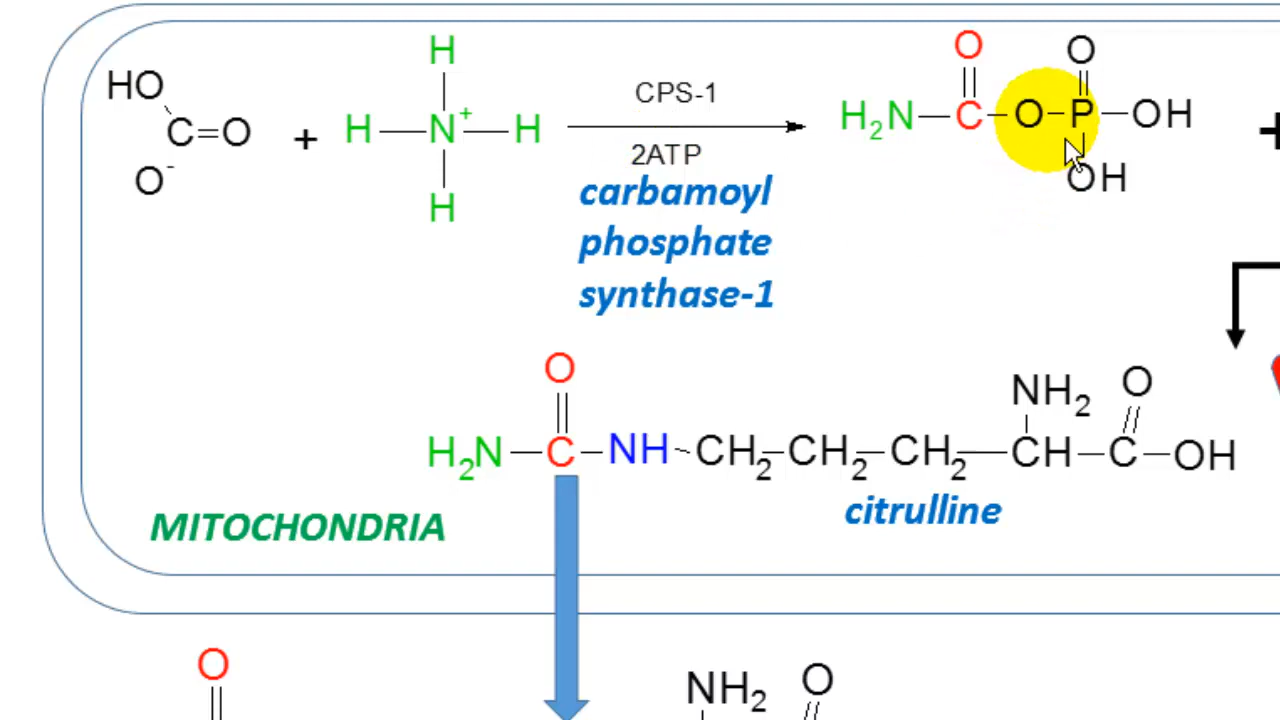 HO
C=O
O-
+
H
H—N+—H
H
CPS-1
2ATP
carbamoyl
phosphate
synthase-1
O O
H2N—C—O—P—OH
OH
+
O
H2N—C—NH~CH2—CH2—CH2—CH—C—OH
NH2 O
citrulline
MITOCHONDRIA
O
NH2 O